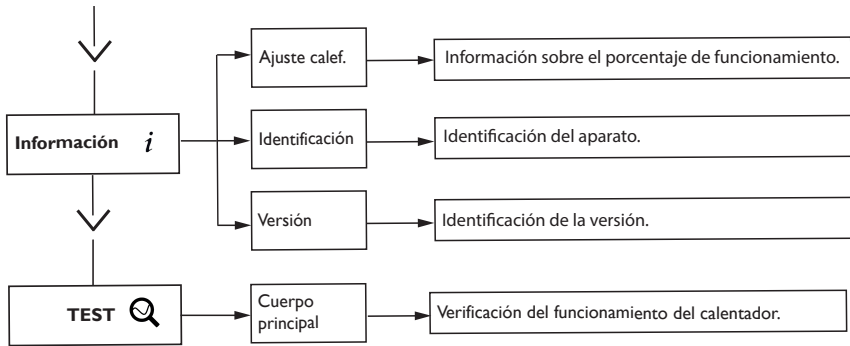 Ajuste calef.
Información sobre el porcentaje de funcionamiento.
Información i
Identificación
Identificación del aparato.
Versión
Identificación de la versión.
TEST
Cuerpo
principal
Verificación del funcionamiento del calentador.